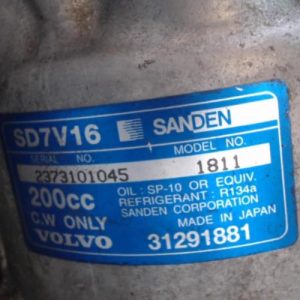 SD7V16 SANDEN
SERIAL NO. MODEL NO.
2373101045 1811
200cc OIL : SP-10 OR EQUIV.
REFRIGERANT : R134a
C.W ONLY SANDEN CORPORATION
MADE IN JAPAN
VOLVO 31291881